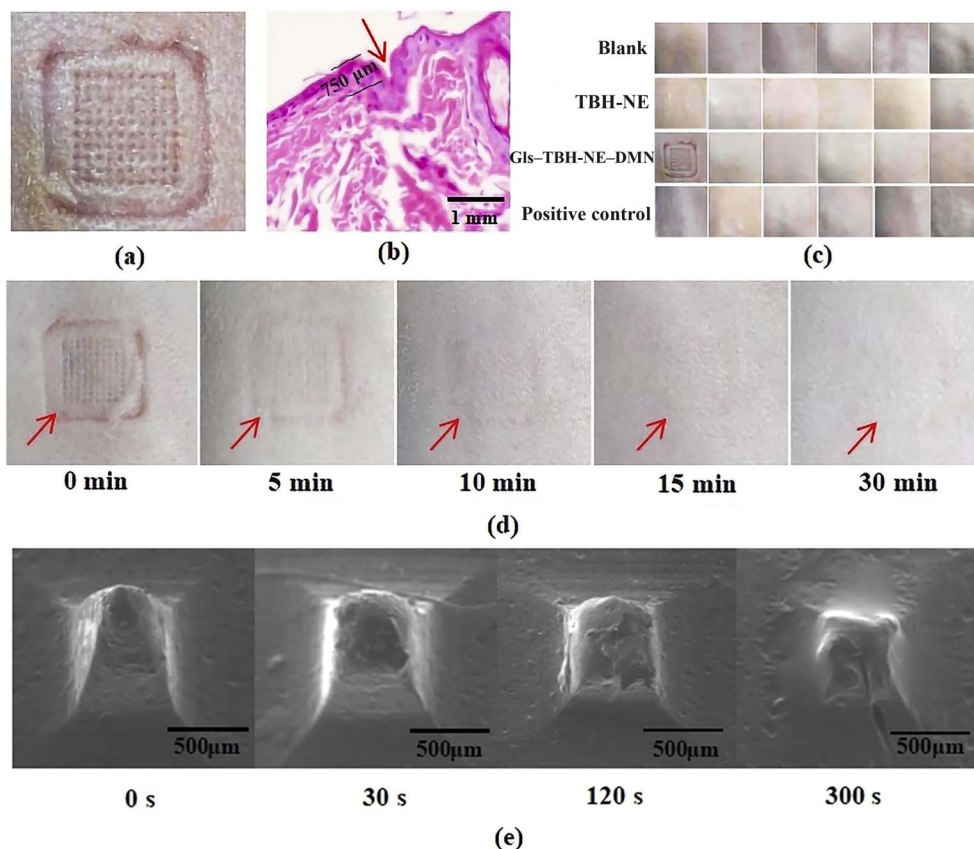 (a)
750 μm
1 mm
(b)
Blank
TBH-NE
Gls–TBH-NE–DMN
Positive control
(c)
0 min
5 min
10 min
15 min
30 min
(d)
500μm
500μm
500μm
500μm
0 s
30 s
120 s
300 s
(e)